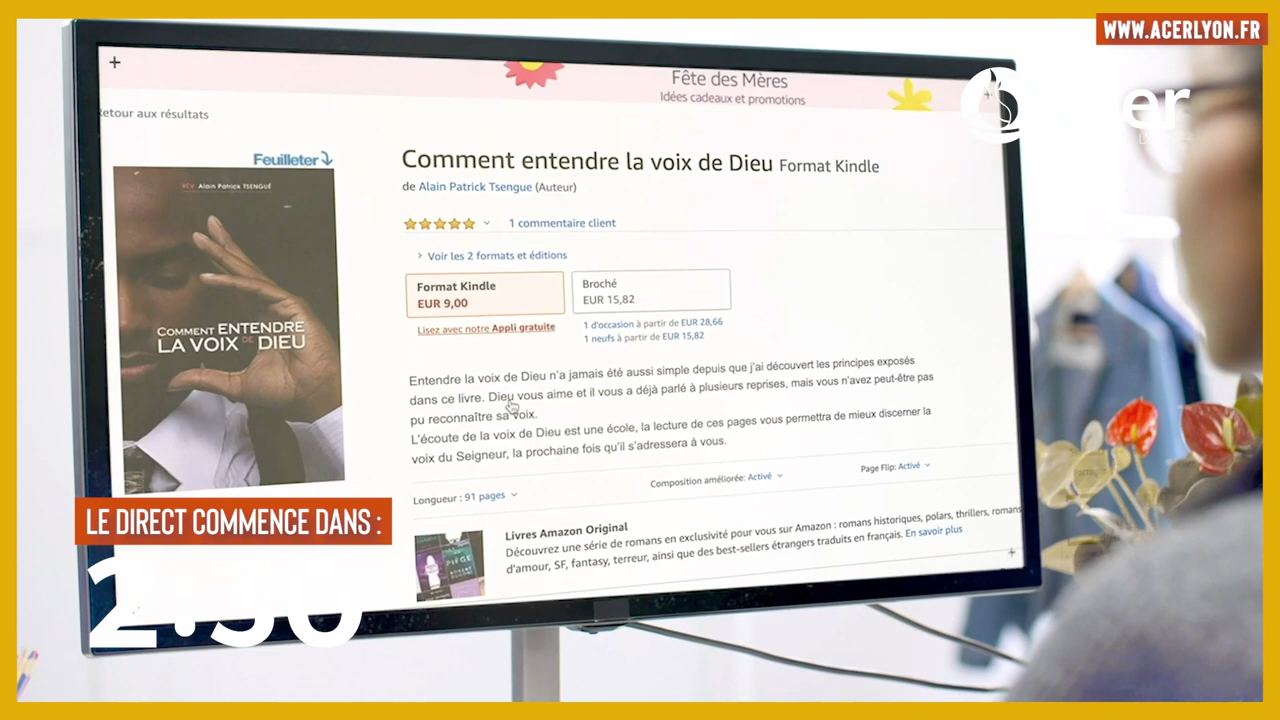 WWW.ACERLYON.FR
Fête des Mères
Idées cadeaux et promotions
etour aux résultats
Feuilleter
Comment entendre la voix de Dieu Format Kindle
de Alain Patrick Tsengue (Auteur)
RÉV. Alain Patrick TSENGUÉ
COMMENT ENTENDRE
LA VOIX DE DIEU
1 commentaire client
Voir les 2 formats et éditions
Format Kindle
EUR 9,00
Broché
EUR 15,82
Lisez avec notre Appli gratuite
1 d'occasion à partir de EUR 28,66
1 neufs à partir de EUR 15,82
Entendre la voix de Dieu n'a jamais été aussi simple depuis que j'ai découvert les principes exposés
dans ce livre. Dieu vous aime et il vous a déjà parlé à plusieurs reprises, mais vous n'avez peut-être pas
pu reconnaître sa voix.
L'écoute de la voix de Dieu est une école, la lecture de ces pages vous permettra de mieux discerner la
voix du Seigneur, la prochaine fois qu'il s'adressera à vous.
Longueur : 91 pages
Composition améliorée: Activé
Page Flip: Activé
Livres Amazon Original
Découvrez une série de romans en exclusivité pour vous sur Amazon : romans historiques, polars, thrillers, romans
d'amour, SF, fantasy, terreur, ainsi que des best-sellers étrangers traduits en français. En savoir plus
PIÈGE
LE DIRECT COMMENCE DANS :
2:30